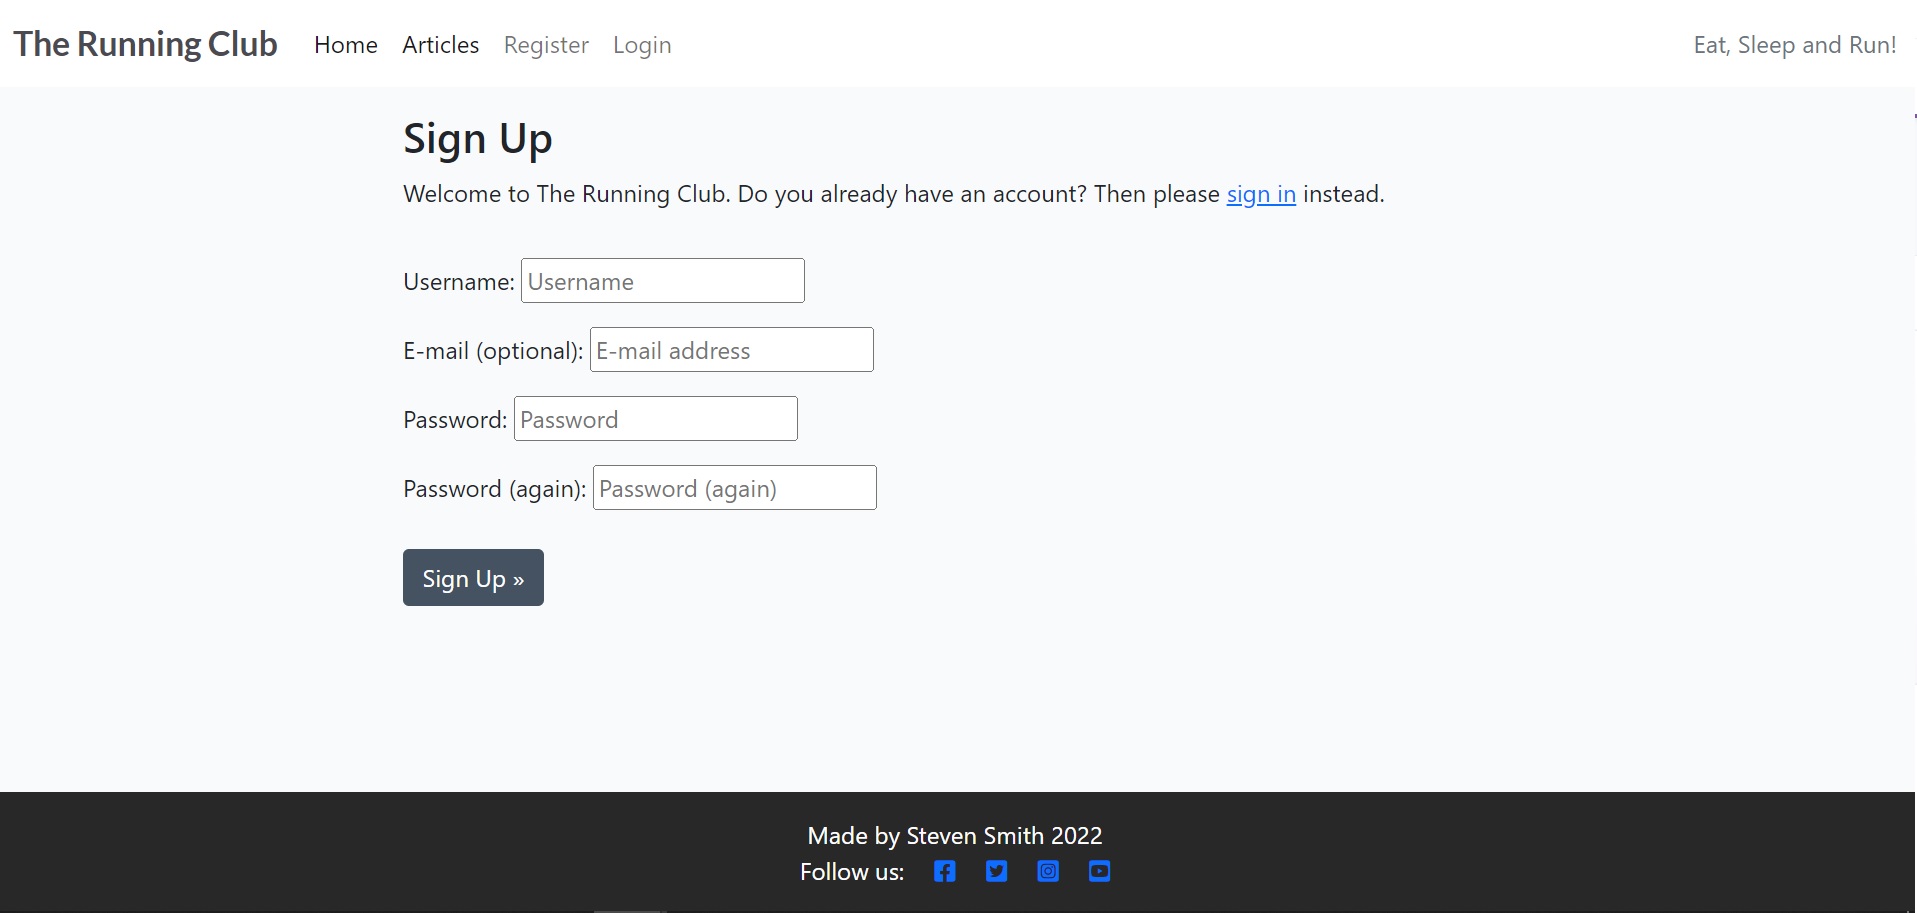 The Running Club Home Articles Register Login Eat, Sleep and Run!
Sign Up
Welcome to The Running Club. Do you already have an account? Then please sign in instead.
Username: Username
E-mail (optional): E-mail address
Password: Password
Password (again): Password (again)
Sign Up »
Made by Steven Smith 2022
Follow us: